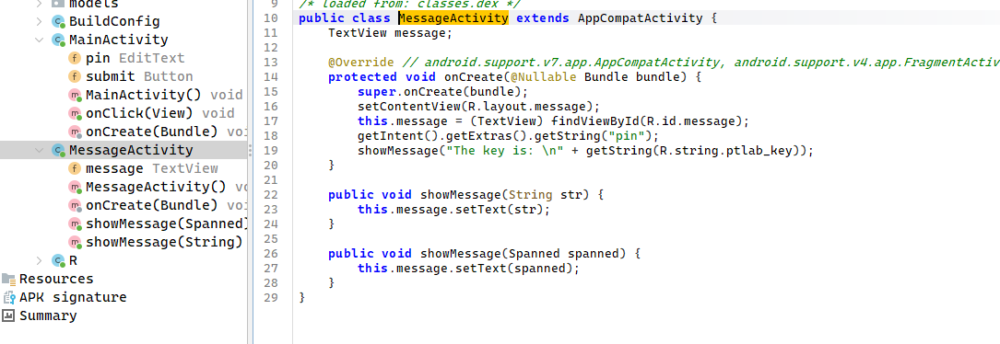 models
BuildConfig
MainActivity
pin EditText
submit Button
MainActivity() void
onClick(View) void
onCreate(Bundle) voi
MessageActivity
message TextView
MessageActivity() vo
onCreate(Bundle) voi
showMessage(Spanned)
showMessage(String)
R
Resources
APK signature
Summary
9 /* loaded from: classes.dex */
10 public class MessageActivity extends AppCompatActivity {
11 TextView message;
12
13 @Override // android.support.v7.app.AppCompatActivity, android.support.v4.app.FragmentActiv
14 protected void onCreate(@Nullable Bundle bundle) {
15 super.onCreate(bundle);
16 setContentView(R.layout.message);
17 this.message = (TextView) findViewById(R.id.message);
18 getIntent().getExtras().getString("pin");
19 showMessage("The key is: \n" + getString(R.string.ptlab_key));
20 }
21
22 public void showMessage(String str) {
23 this.message.setText(str);
24 }
25
26 public void showMessage(Spanned spanned) {
27 this.message.setText(spanned);
28 }
29 }